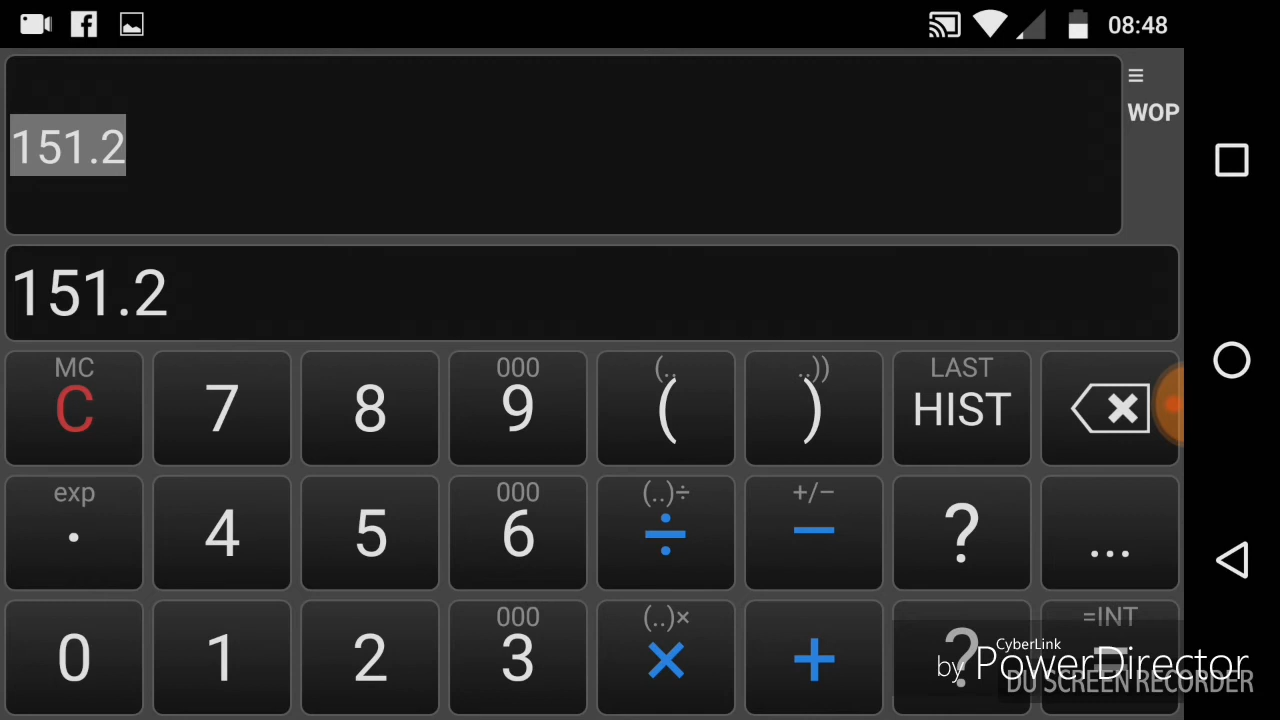 08:48
151.2
WOP
151.2
MC 000 (.. ..)) LAST
C 7 8 9 ( ) HIST
exp 000 (..)÷ +/−
. 4 5 6 ÷ − ? ...
000 (..)× =INT
0 1 2 3 × + ? =
CyberLink
by PowerDirector
DU SCREEN RECORDER